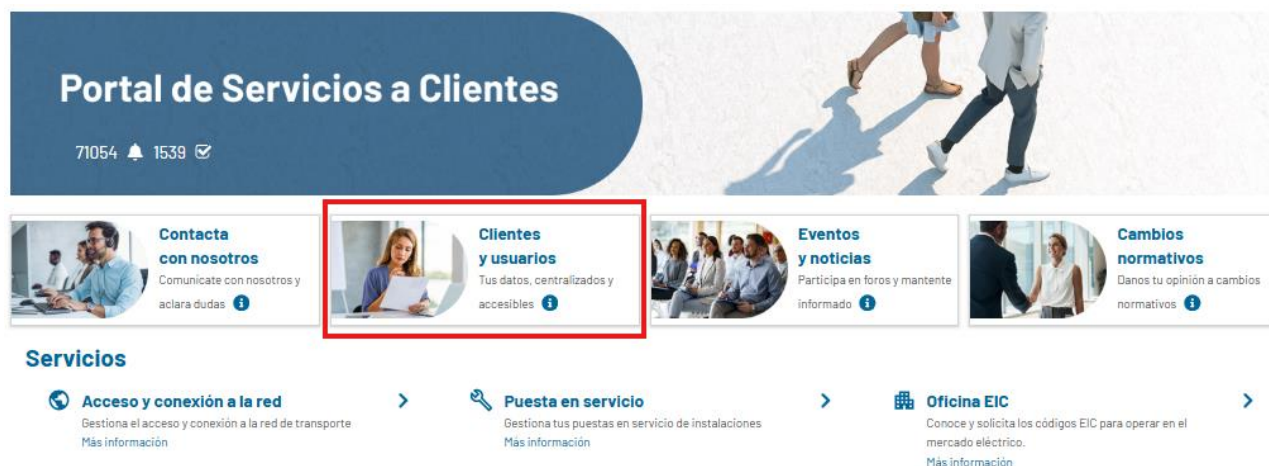 Portal de Servicios a Clientes
71054 1539
Contacta
con nosotros
Comunícate con nosotros y
aclara dudas
Clientes
y usuarios
Tus datos, centralizados y
accesibles
Eventos
y noticias
Participa en foros y mantente
informado
Cambios
normativos
Danos tu opinión a cambios
normativos
Servicios
Acceso y conexión a la red
Gestiona el acceso y conexión a la red de transporte
Más información
Puesta en servicio
Gestiona tus puestas en servicio de instalaciones
Más información
Oficina EIC
Conoce y solicita los códigos EIC para operar en el
mercado eléctrico.
Más información